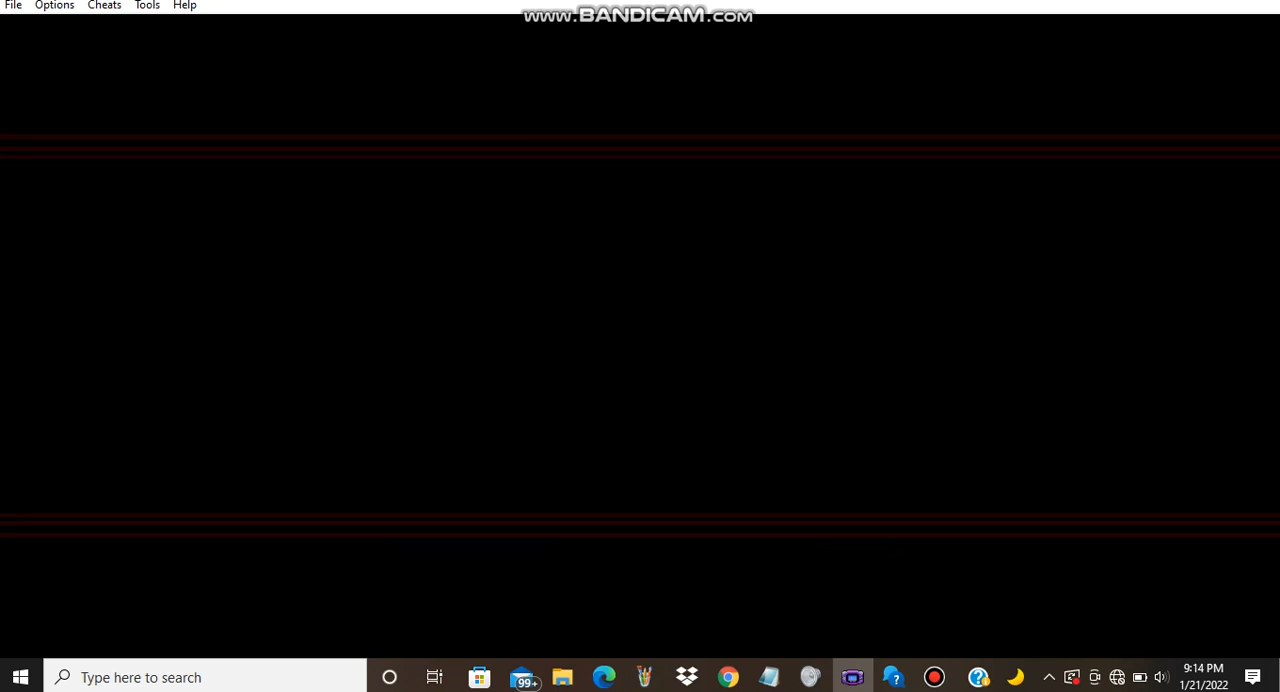 File Options Cheats Tools Help
www.BANDICAM.com
Type here to search
99+
9:14 PM
1/21/2022